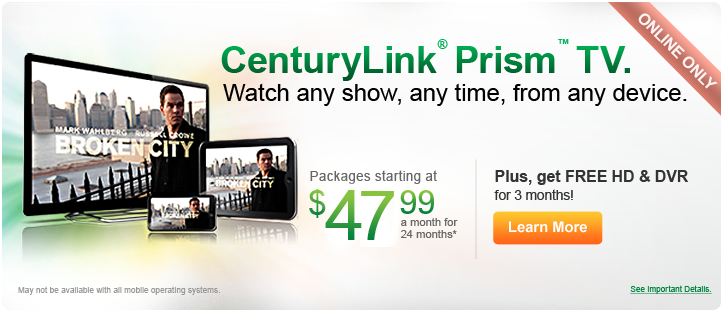 CenturyLink® Prism™ TV.
ONLINE ONLY
Watch any show, any time, from any device.
MARK WAHLBERG RUSSELL CROWE
BROKEN CITY
BROKEN CITY
BROKEN CITY
Packages starting at
$47.99
a month for
24 months*
Plus, get FREE HD & DVR
for 3 months!
Learn More
May not be available with all mobile operating systems.
See Important Details.